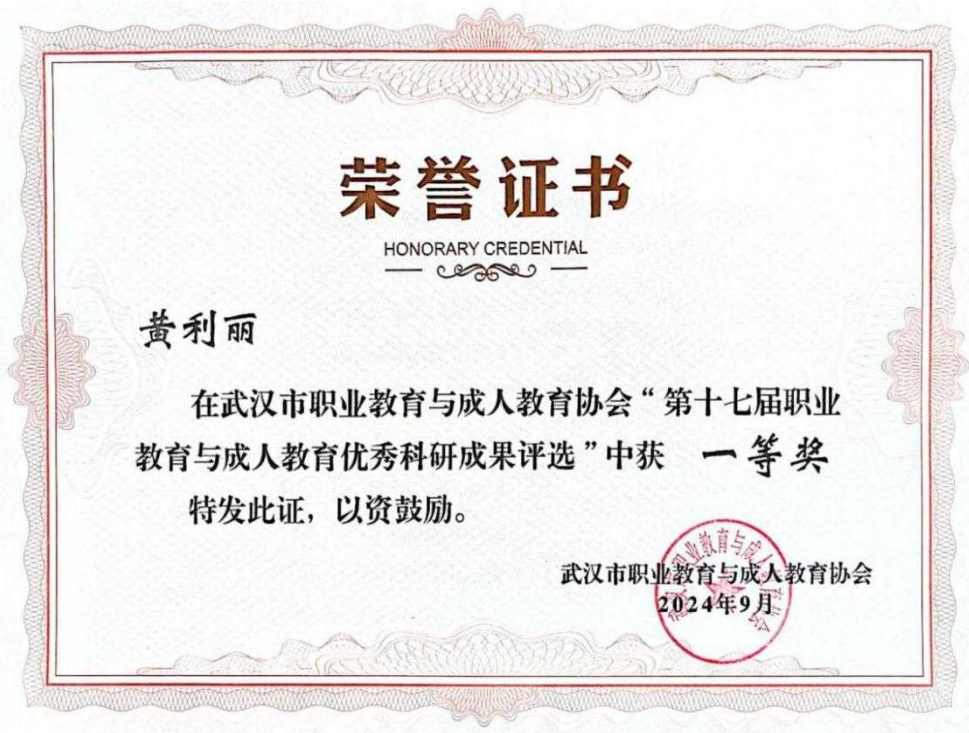 荣誉证书
HONORARY CREDENTIAL
黄利丽
在武汉市职业教育与成人教育协会“第十七届职业
教育与成人教育优秀科研成果评选”中获 一等奖
特发此证，以资鼓励。
武汉市职业教育与成人教育协会
2024年9月